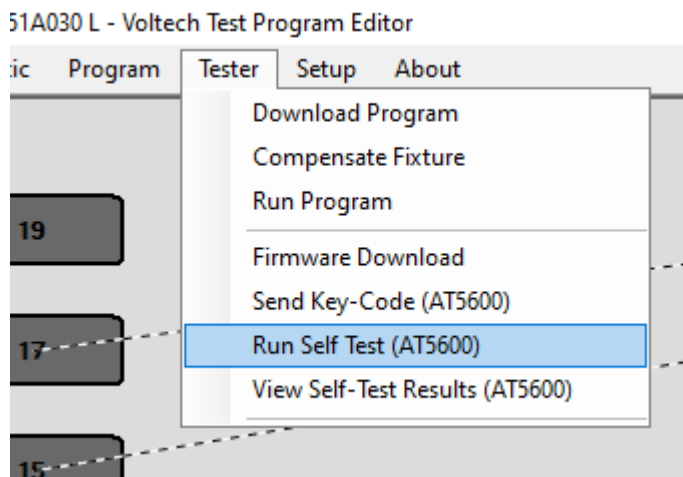 51A030 L - Voltech Test Program Editor
tic Program Tester Setup About
Download Program
Compensate Fixture
Run Program
19
Firmware Download
Send Key-Code (AT5600)
17
Run Self Test (AT5600)
View Self-Test Results (AT5600)
15